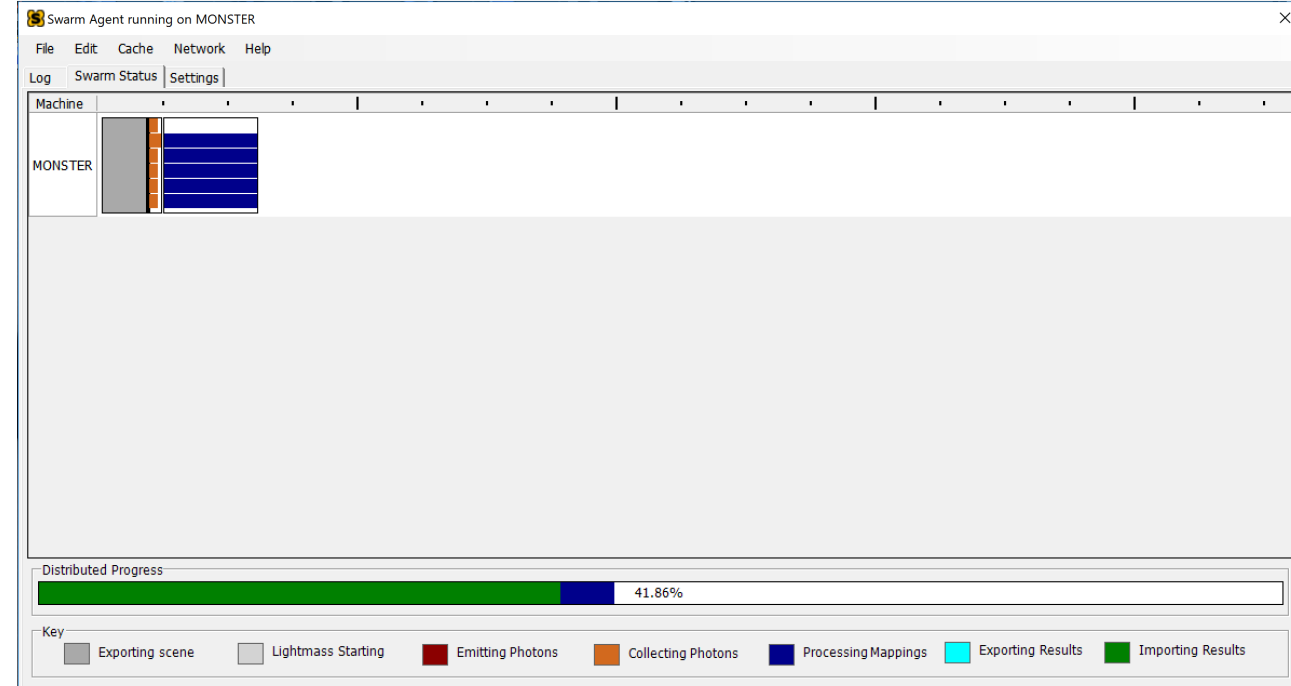 Swarm Agent running on MONSTER
File Edit Cache Network Help
Log Swarm Status Settings
Machine
MONSTER
Distributed Progress
41.86%
Key
Exporting scene Lightmass Starting Emitting Photons Collecting Photons Processing Mappings Exporting Results Importing Results